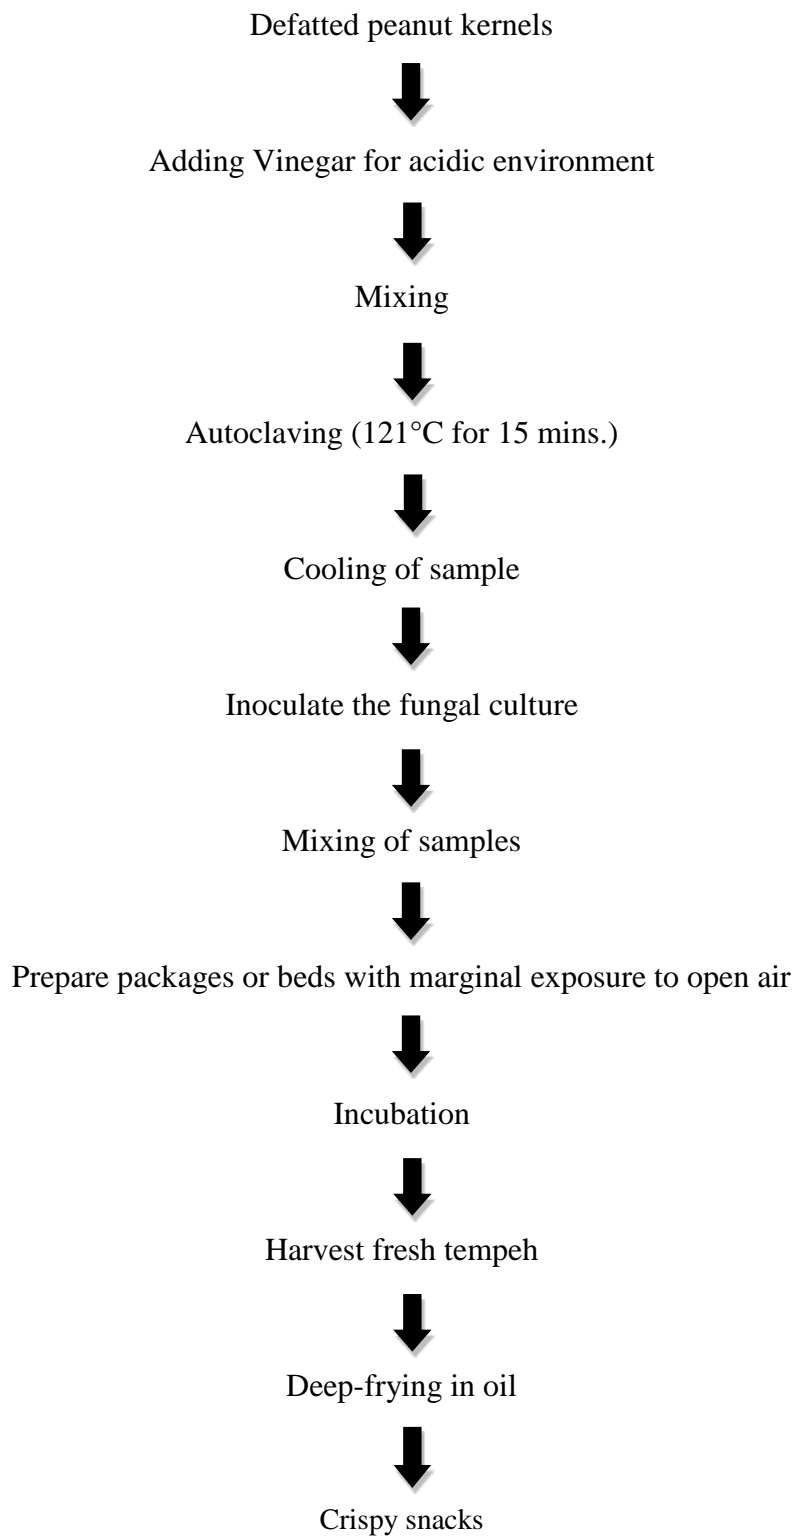 Defatted peanut kernels
Adding Vinegar for acidic environment
Mixing
Autoclaving (121°C for 15 mins.)
Cooling of sample
Inoculate the fungal culture
Mixing of samples
Prepare packages or beds with marginal exposure to open air
Incubation
Harvest fresh tempeh
Deep-frying in oil
Crispy snacks